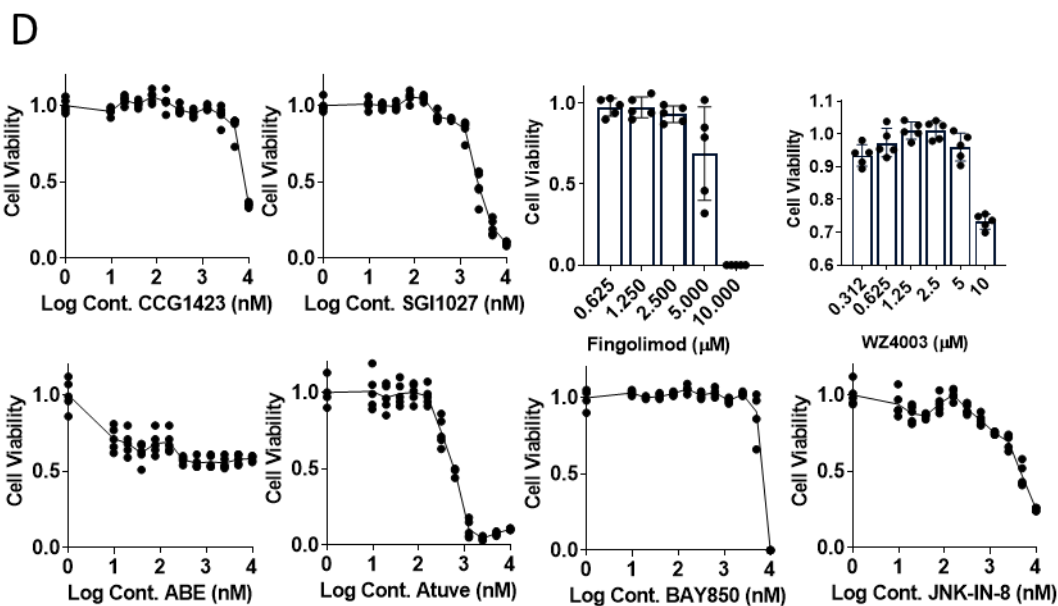 D
Cell Viability
1.0
0.5
0.0
0 1 2 3 4
Log Cont. CCG1423 (nM)
Cell Viability
1.0
0.5
0.0
0 1 2 3 4
Log Cont. SGI1027 (nM)
Cell Viability
1.0
0.5
0.0
0.625 1.250 2.500 5.000 10.000
Fingolimod (μM)
Cell Viability
1.1
1.0
0.9
0.8
0.7
0.6
0.312 0.625 1.25 2.5 5 10
WZ4003 (μM)
Cell Viability
1.0
0.5
0.0
0 1 2 3 4
Log Cont. ABE (nM)
Cell Viability
1.0
0.5
0.0
0 1 2 3 4
Log Cont. Atuve (nM)
Cell Viability
1.0
0.5
0.0
0 1 2 3 4
Log Cont. BAY850 (nM)
Cell Viability
1.0
0.5
0.0
0 1 2 3 4
Log Cont. JNK-IN-8 (nM)